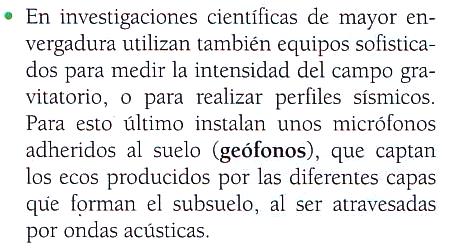 • En investigaciones científicas de mayor en-
vergadura utilizan también equipos sofistica-
dos para medir la intensidad del campo gra-
vitatorio, o para realizar perfiles sísmicos.
Para esto último instalan unos micrófonos
adheridos al suelo (geófonos), que captan
los ecos producidos por las diferentes capas
que forman el subsuelo, al ser atravesadas
por ondas acústicas.